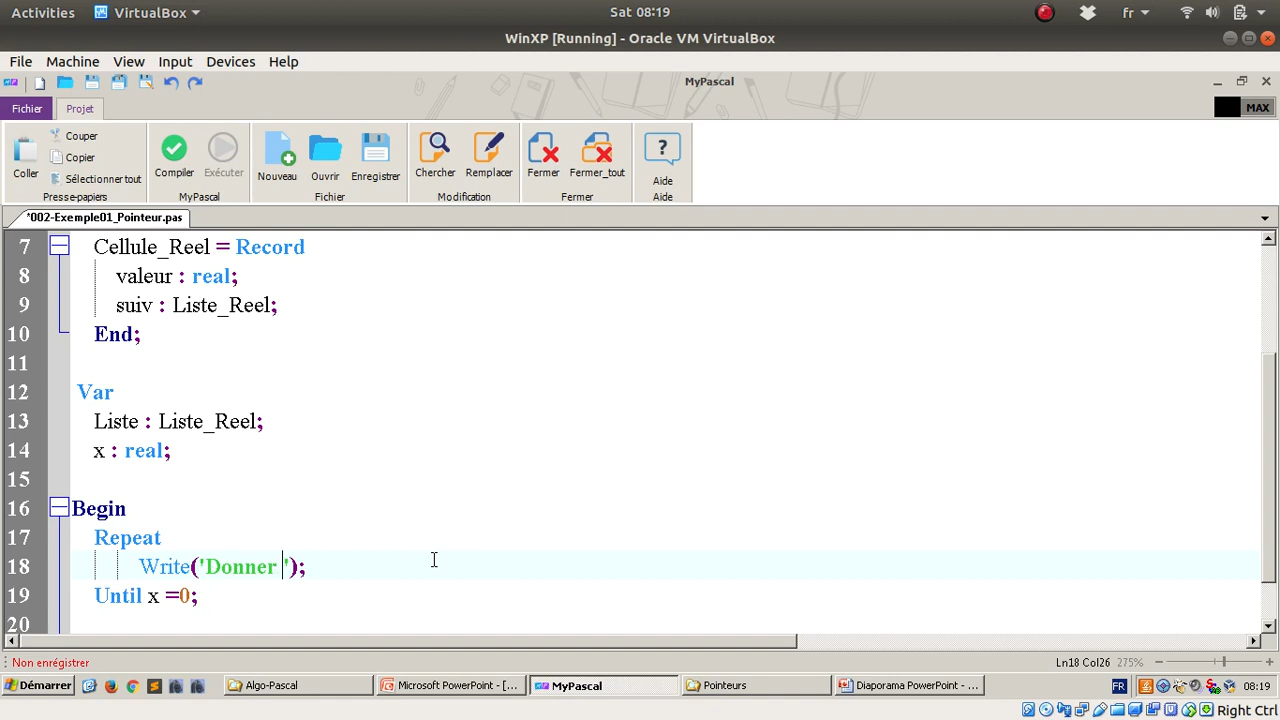 Activities VirtualBox Sat 08:19 fr
WinXP [Running] - Oracle VM VirtualBox
File Machine View Input Devices Help
MyPascal
Fichier Projet MAX
Coller Couper Copier Sélectionner tout Presse-papiers
Compiler Exécuter MyPascal
Nouveau Ouvrir Enregistrer Fichier
Chercher Remplacer Modification
Fermer Fermer_tout Fermer
? Aide Aide
*002-Exemple01_Pointeur.pas
7 Cellule_Reel = Record
8 valeur : real;
9 suiv : Liste_Reel;
10 End;
11
12 Var
13 Liste : Liste_Reel;
14 x : real;
15
16 Begin
17 Repeat
18 Write('Donner ');
19 Until x =0;
20
Non enrégistrer Ln18 Col26 275%
Démarrer Algo-Pascal Microsoft PowerPoint - [... MyPascal Pointeurs Diaporama PowerPoint - ... FR 08:19
Right Ctrl